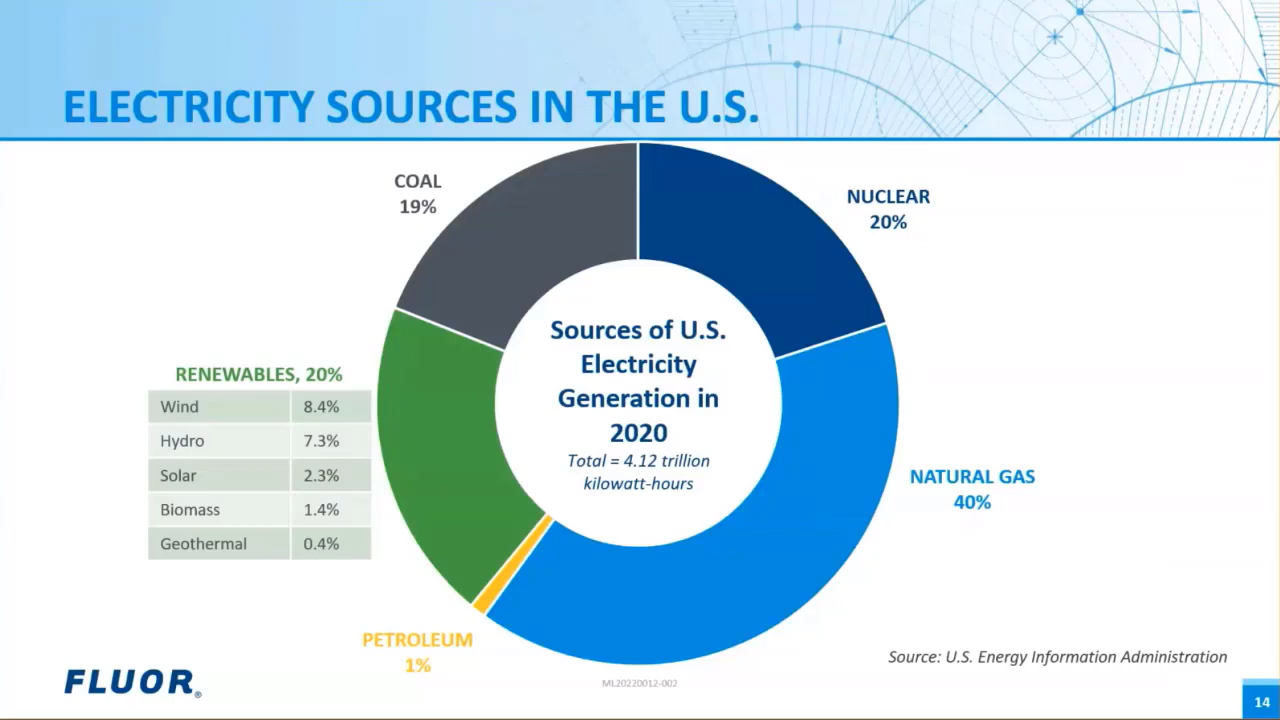 ELECTRICITY SOURCES IN THE U.S.
COAL
19%
NUCLEAR
20%
Sources of U.S.
Electricity
Generation in
2020
Total = 4.12 trillion
kilowatt-hours
RENEWABLES, 20%
Wind 8.4%
Hydro 7.3%
Solar 2.3%
Biomass 1.4%
Geothermal 0.4%
NATURAL GAS
40%
PETROLEUM
1%
Source: U.S. Energy Information Administration
FLUOR®
ML20220012-002
14